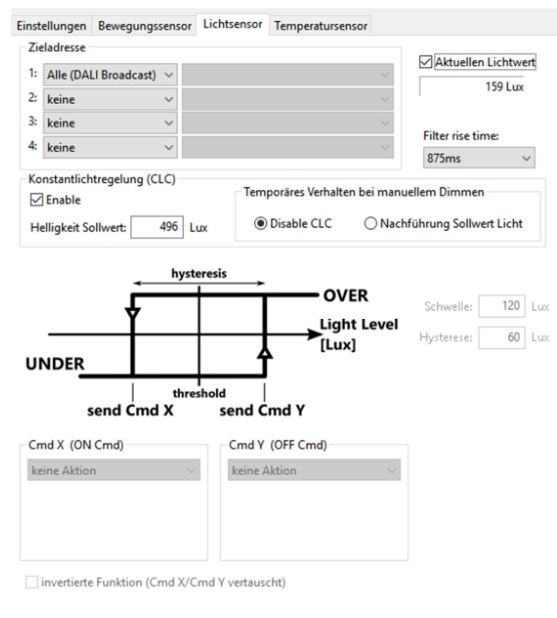 Einstellungen Bewegungssensor Lichtsensor Temperatursensor
Zieladresse
1: Alle (DALI Broadcast)
2: keine
3: keine
4: keine
Aktuellen Lichtwert
159 Lux
Filter rise time:
875ms
Konstantlichtregelung (CLC)
Enable
Helligkeit Sollwert: 496 Lux
Temporäres Verhalten bei manuellem Dimmen
Disable CLC Nachführung Sollwert Licht
hysteresis
OVER
Light Level
[Lux]
UNDER
threshold
send Cmd X send Cmd Y
Schwelle: 120 Lux
Hysterese: 60 Lux
Cmd X (ON Cmd)
keine Aktion
Cmd Y (OFF Cmd)
keine Aktion
invertierte Funktion (Cmd X/Cmd Y vertauscht)